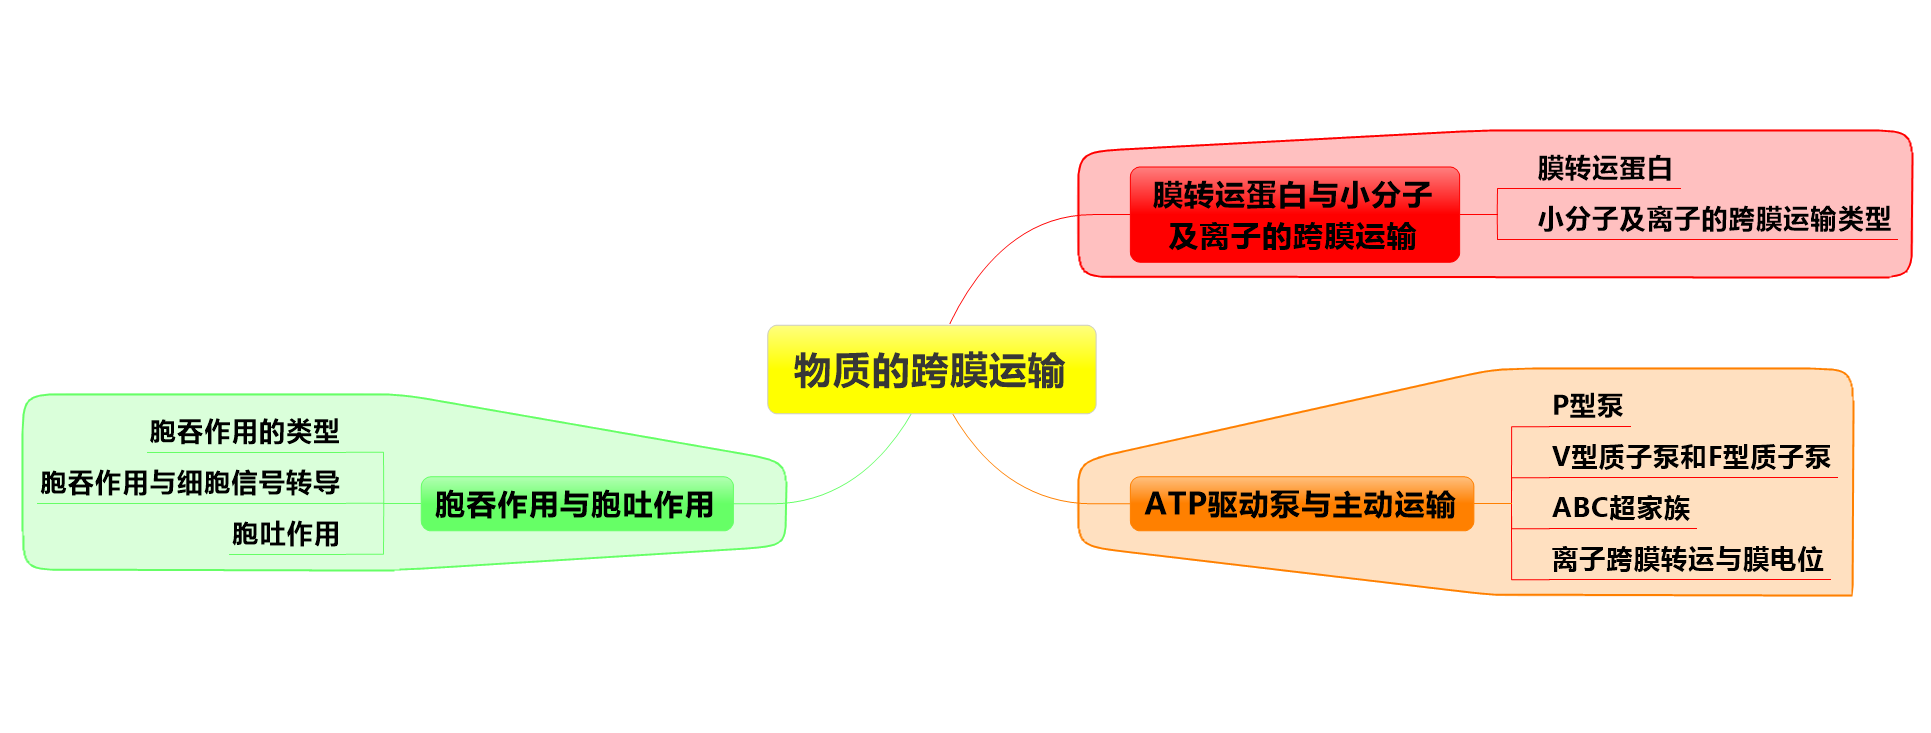 物质的跨膜运输
膜转运蛋白与小分子
及离子的跨膜运输
膜转运蛋白
小分子及离子的跨膜运输类型
ATP驱动泵与主动运输
P型泵
V型质子泵和F型质子泵
ABC超家族
离子跨膜转运与膜电位
胞吞作用与胞吐作用
胞吞作用的类型
胞吞作用与细胞信号转导
胞吐作用